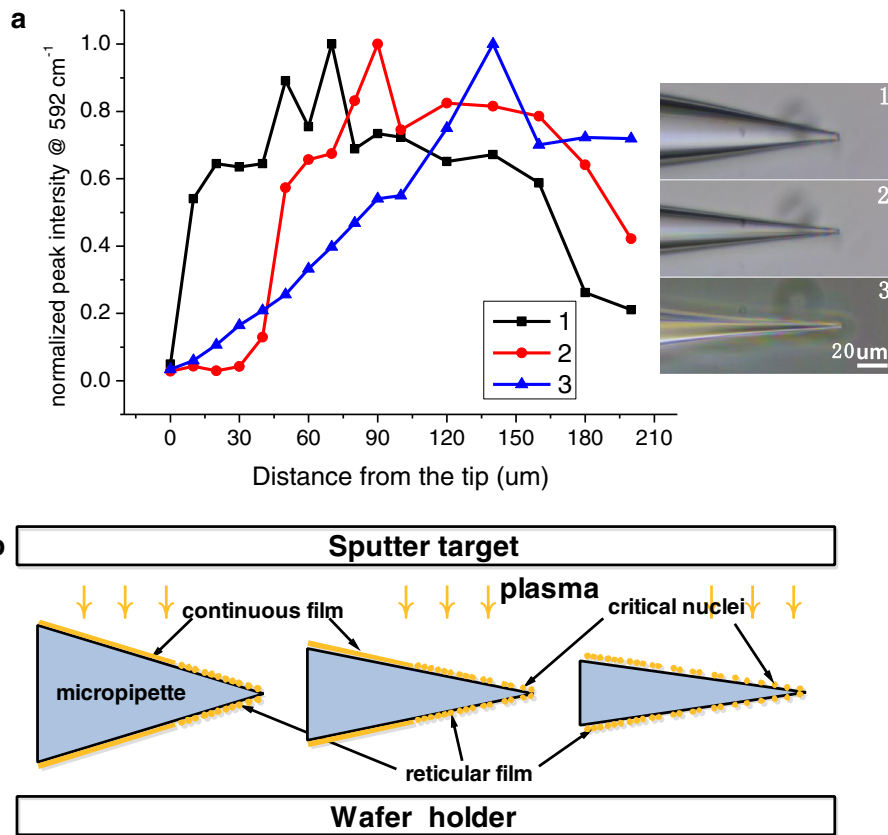 a
normalized peak intersity @ 592 cm⁻¹
1.0
0.8
0.6
0.4
0.2
0.0
0 30 60 90 120 150 180 210
Distance from the tip (um)
1
2
3
1
2
3
20um
Sputter target
plasma
continuous film
critical nuclei
micropipette
reticular film
Wafer holder